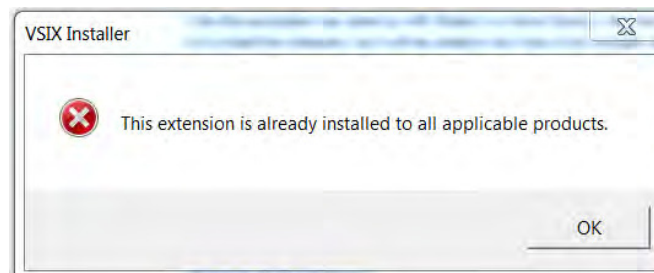 VSIX Installer
This extension is already installed to all applicable products.
OK